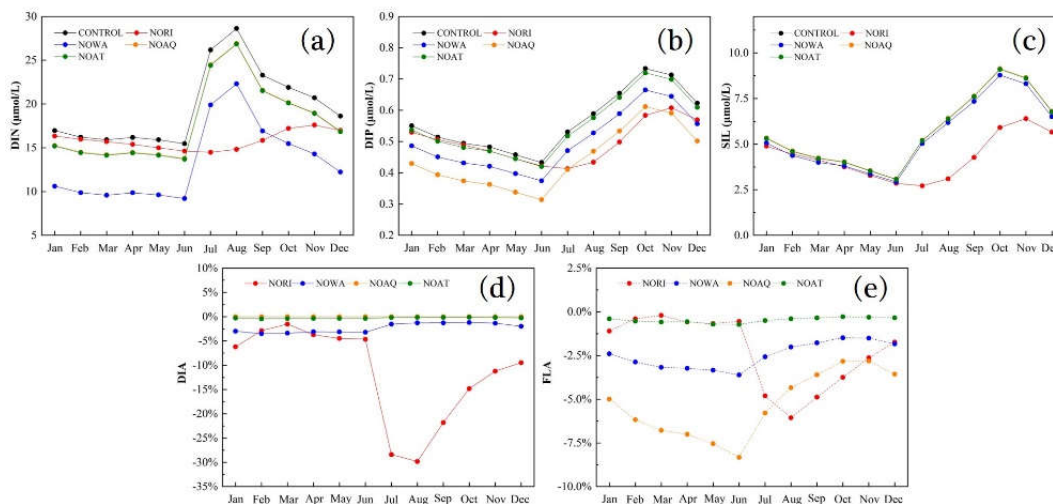 (a)
CONTROL NORI
NOWA NOAQ
NOAT
DIN (μmol/L)
30
25
20
15
10
5
Jan Feb Mar Apr May Jun Jul Aug Sep Oct Nov Dec
(b)
CONTROL NORI
NOWA NOAQ
NOAT
DIP (μmol/L)
0.9
0.8
0.7
0.6
0.5
0.4
0.3
0.2
Jan Feb Mar Apr May Jun Jul Aug Sep Oct Nov Dec
(c)
CONTROL NORI
NOWA NOAQ
NOAT
SIL (μmol/L)
10.0
7.5
5.0
2.5
0.0
Jan Feb Mar Apr May Jun Jul Aug Sep Oct Nov Dec
(d)
NORI NOWA NOAQ NOAT
DIA
10%
5%
0%
-5%
-10%
-15%
-20%
-25%
-30%
-35%
Jan Feb Mar Apr May Jun Jul Aug Sep Oct Nov Dec
(e)
NORI NOWA NOAQ NOAT
FLA
2.5%
0.0%
-2.5%
-5.0%
-7.5%
-10.0%
Jan Feb Mar Apr May Jun Jul Aug Sep Oct Nov Dec